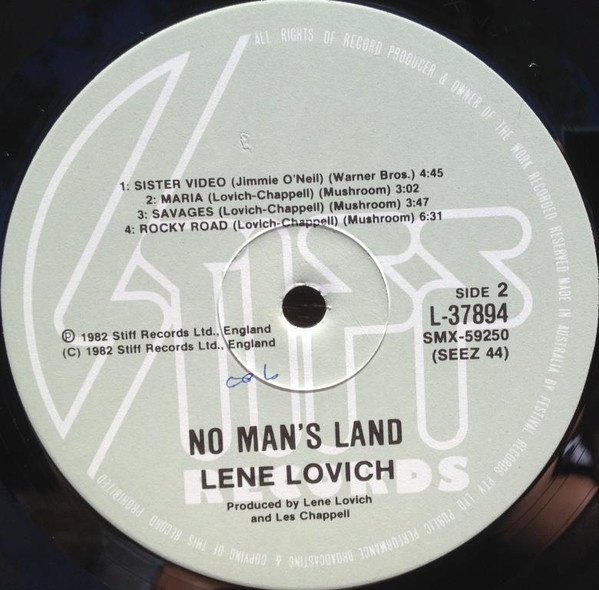 ALL RIGHTS OF RECORD PRODUCER & OWNER OF THE WORK RECORDED RESERVED MADE IN AUSTRALIA BY FESTIVAL RECORDS PTY LTD PUBLIC PERFORMANCE BROADCASTING & COPYING OF THIS RECORD PROHIBITED
1: SISTER VIDEO (Jimmie O'Neil) (Warner Bros.) 4:45
2: MARIA (Lovich-Chappell) (Mushroom) 3:02
3: SAVAGES (Lovich-Chappell) (Mushroom) 3:47
4: ROCKY ROAD (Lovich-Chappell) (Mushroom) 6:31
STIFF
SIDE 2
L-37894
SMX-59250
(SEEZ 44)
℗ 1982 Stiff Records Ltd., England
(C) 1982 Stiff Records Ltd., England
NO MAN'S LAND
LENE LOVICH
RECORDS
Produced by Lene Lovich
and Les Chappell